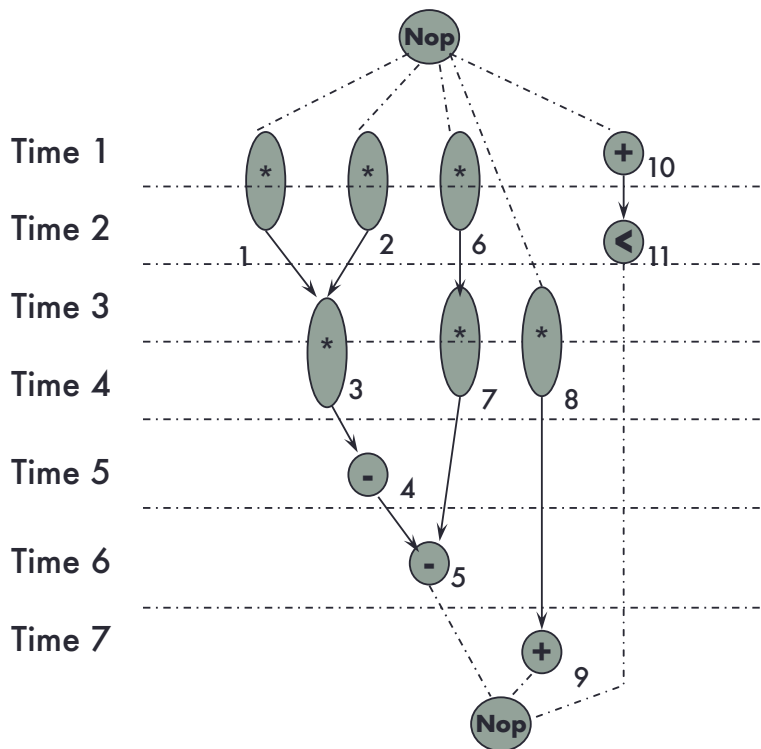 Nop
Time 1
* * * +
10
Time 2
1 2 6 < 11
Time 3
* * *
Time 4
3 7 8
Time 5
- 4
Time 6
- 5
Time 7
+ 9
Nop